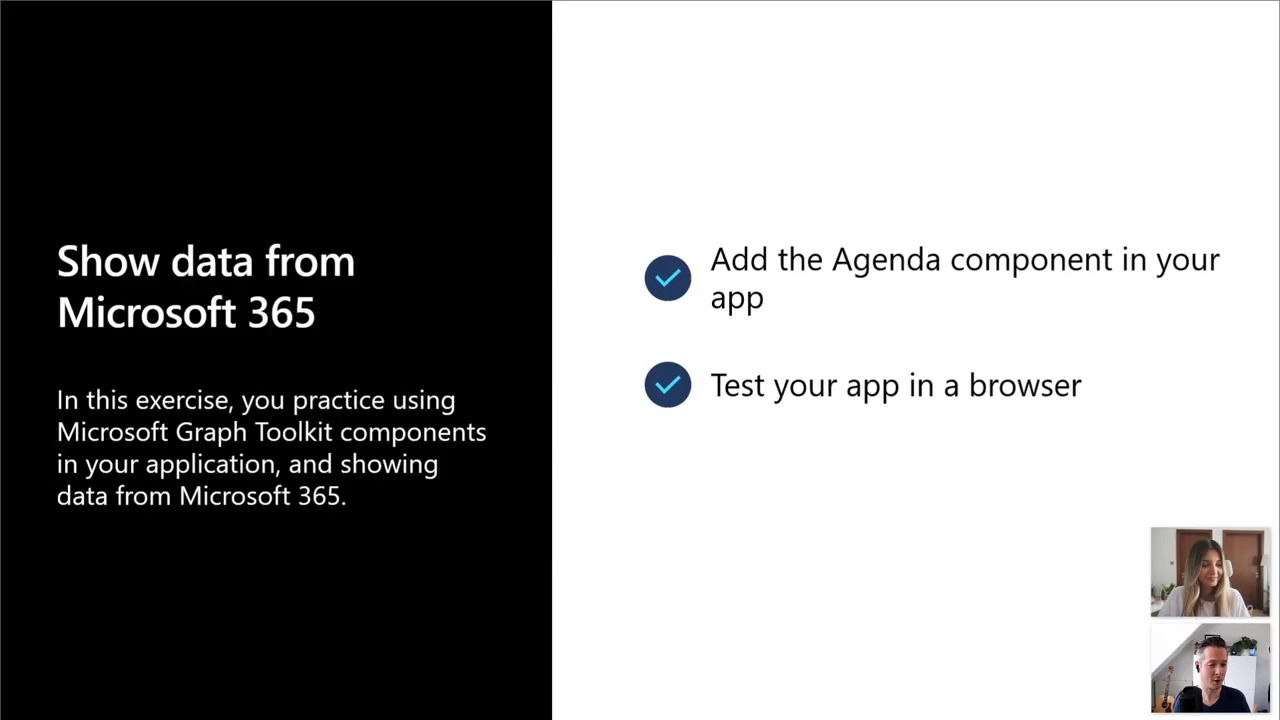 Show data from
Microsoft 365
In this exercise, you practice using
Microsoft Graph Toolkit components
in your application, and showing
data from Microsoft 365.
Add the Agenda component in your
app
Test your app in a browser